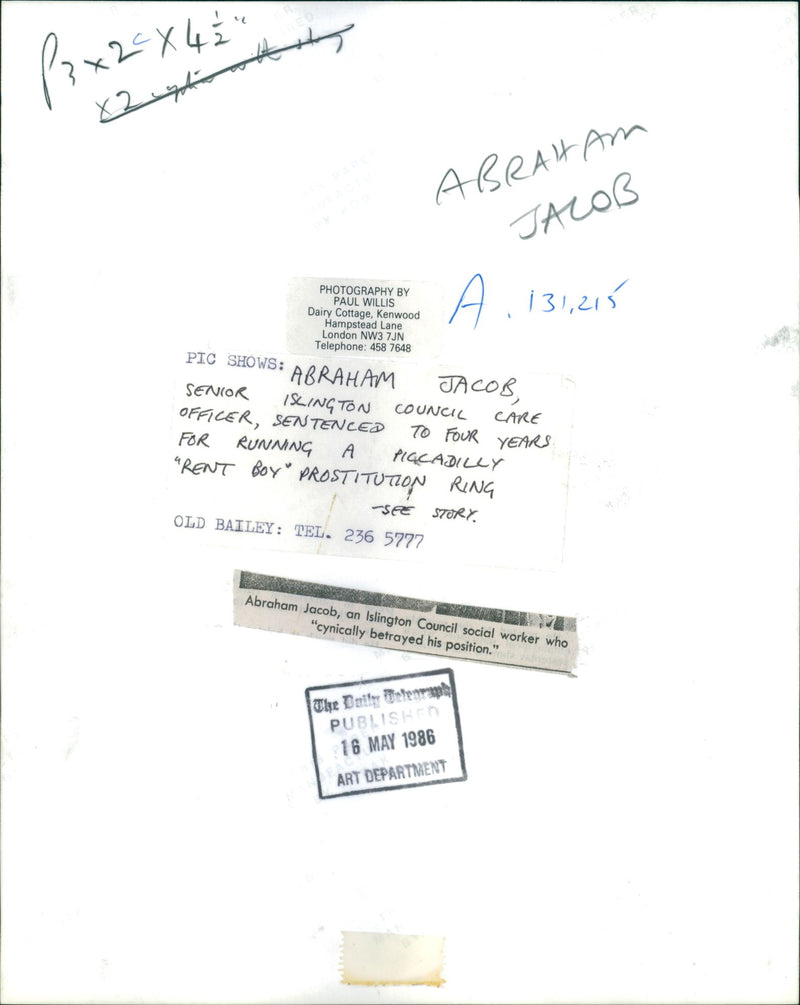 P3 x 2c x 4 1/2"
x2
ABRAHAM
JACOB
A. 131,215
PHOTOGRAPHY BY
PAUL WILLIS
Dairy Cottage, Kenwood
Hampstead Lane
London NW3 7JN
Telephone: 458 7648
PIC SHOWS: ABRAHAM JACOB,
SENIOR ISLINGTON COUNCIL CARE
OFFICER, SENTENCED TO FOUR YEARS
FOR RUNNING A PICCADILLY
"RENT BOY" PROSTITUTION RING
-SEE STORY.
OLD BAILEY: TEL. 236 5777
Abraham Jacob, an Islington Council social worker who
"cynically betrayed his position."
The Daily Telegraph
PUBLISHED
16 MAY 1986
ART DEPARTMENT